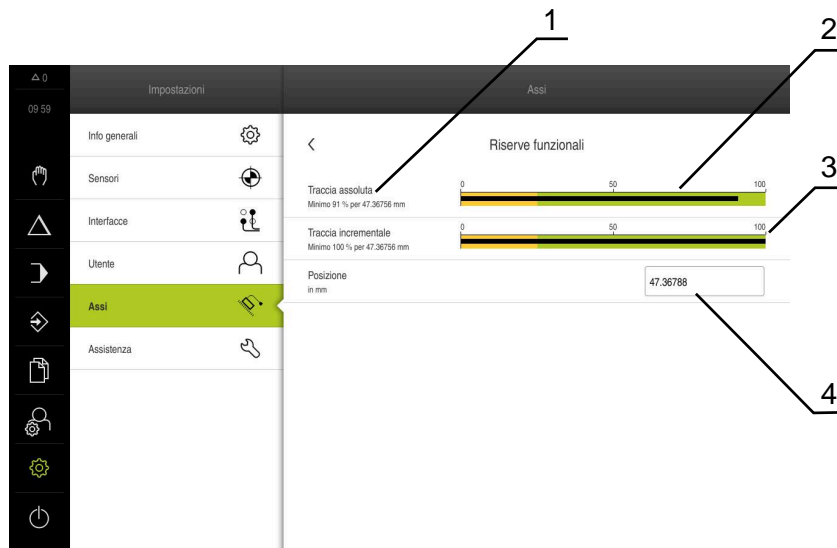 1
2
3
4
0
09 59
Impostazioni
Assi
Info generali
Sensori
Interfacce
Utente
Assi
Assistenza
Riserve funzionali
Traccia assoluta
Minimo 91 % per 47.36756 mm
0 50 100
Traccia incrementale
Minimo 100 % per 47.36756 mm
0 50 100
Posizione
in mm
47.36788